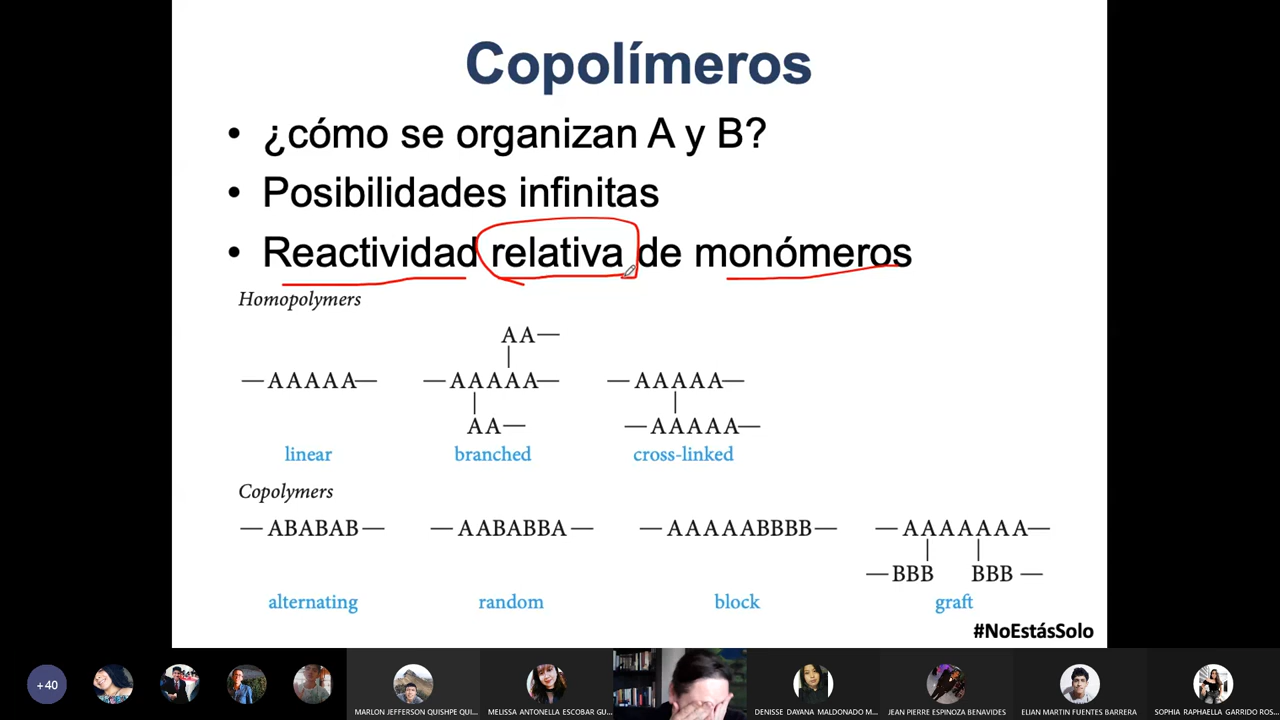 Copolímeros
• ¿cómo se organizan A y B?
• Posibilidades infinitas
• Reactividad relativa de monómeros
Homopolymers
AA—
—AAAAA— —AAAAA— —AAAAA—
AA— —AAAAA—
linear branched cross-linked
Copolymers
—ABABAB— —AABABBA— —AAAAABBBB— —AAAAAAA—
—BBB BBB—
alternating random block graft
#NoEstásSolo
+40
MARLON JEFFERSON QUISHPE QUI... MELISSA ANTONELLA ESCOBAR GU... DENISSE DAYANA MALDONADO M... JEAN PIERRE ESPINOZA BENAVIDES ELIAN MARTIN FUENTES BARRERA SOPHIA RAPHAELLA GARRIDO ROS...